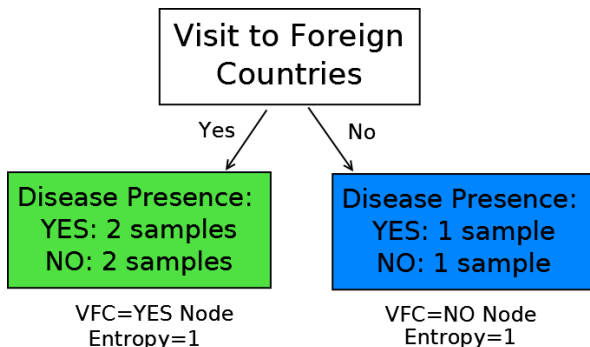 Visit to Foreign
Countries
Yes
No
Disease Presence:
YES: 2 samples
NO: 2 samples
Disease Presence:
YES: 1 sample
NO: 1 sample
VFC=YES Node
Entropy=1
VFC=NO Node
Entropy=1